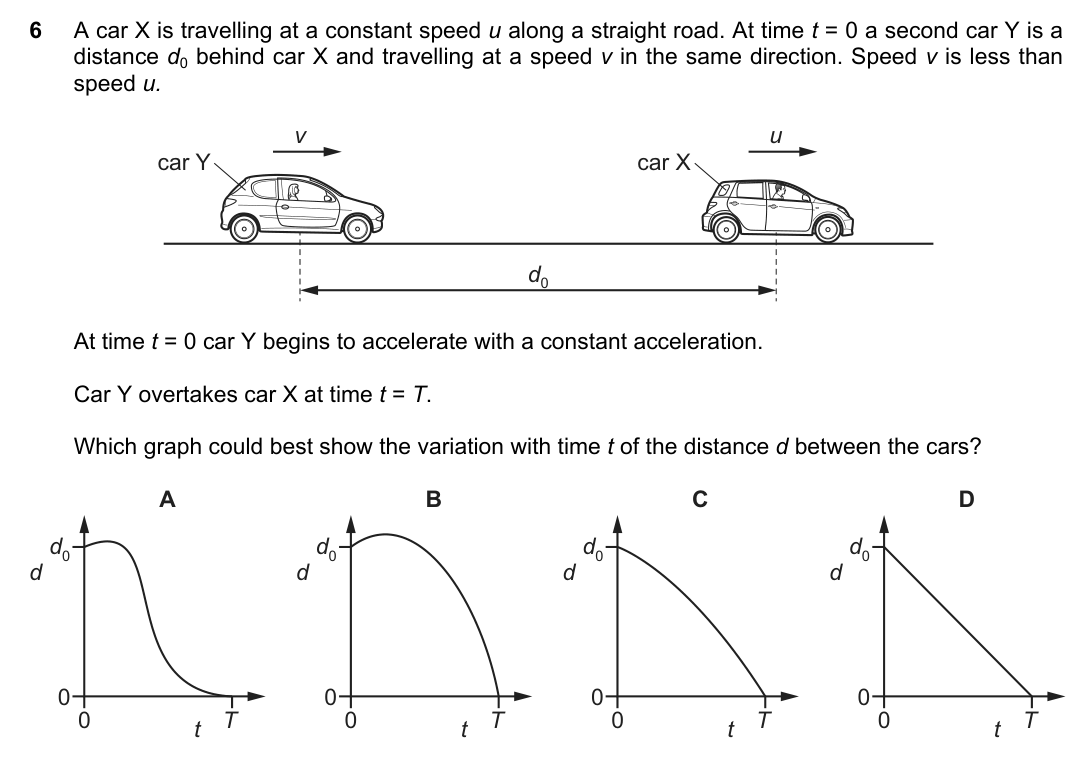 6 A car X is travelling at a constant speed u along a straight road. At time t = 0 a second car Y is a
distance d₀ behind car X and travelling at a speed v in the same direction. Speed v is less than
speed u.
v
u
car Y
car X
d₀
At time t = 0 car Y begins to accelerate with a constant acceleration.
Car Y overtakes car X at time t = T.
Which graph could best show the variation with time t of the distance d between the cars?
A B C D
d₀ d₀ d₀ d₀
d d d d
0 0 0 0
0 t T 0 t T 0 t T 0 t T